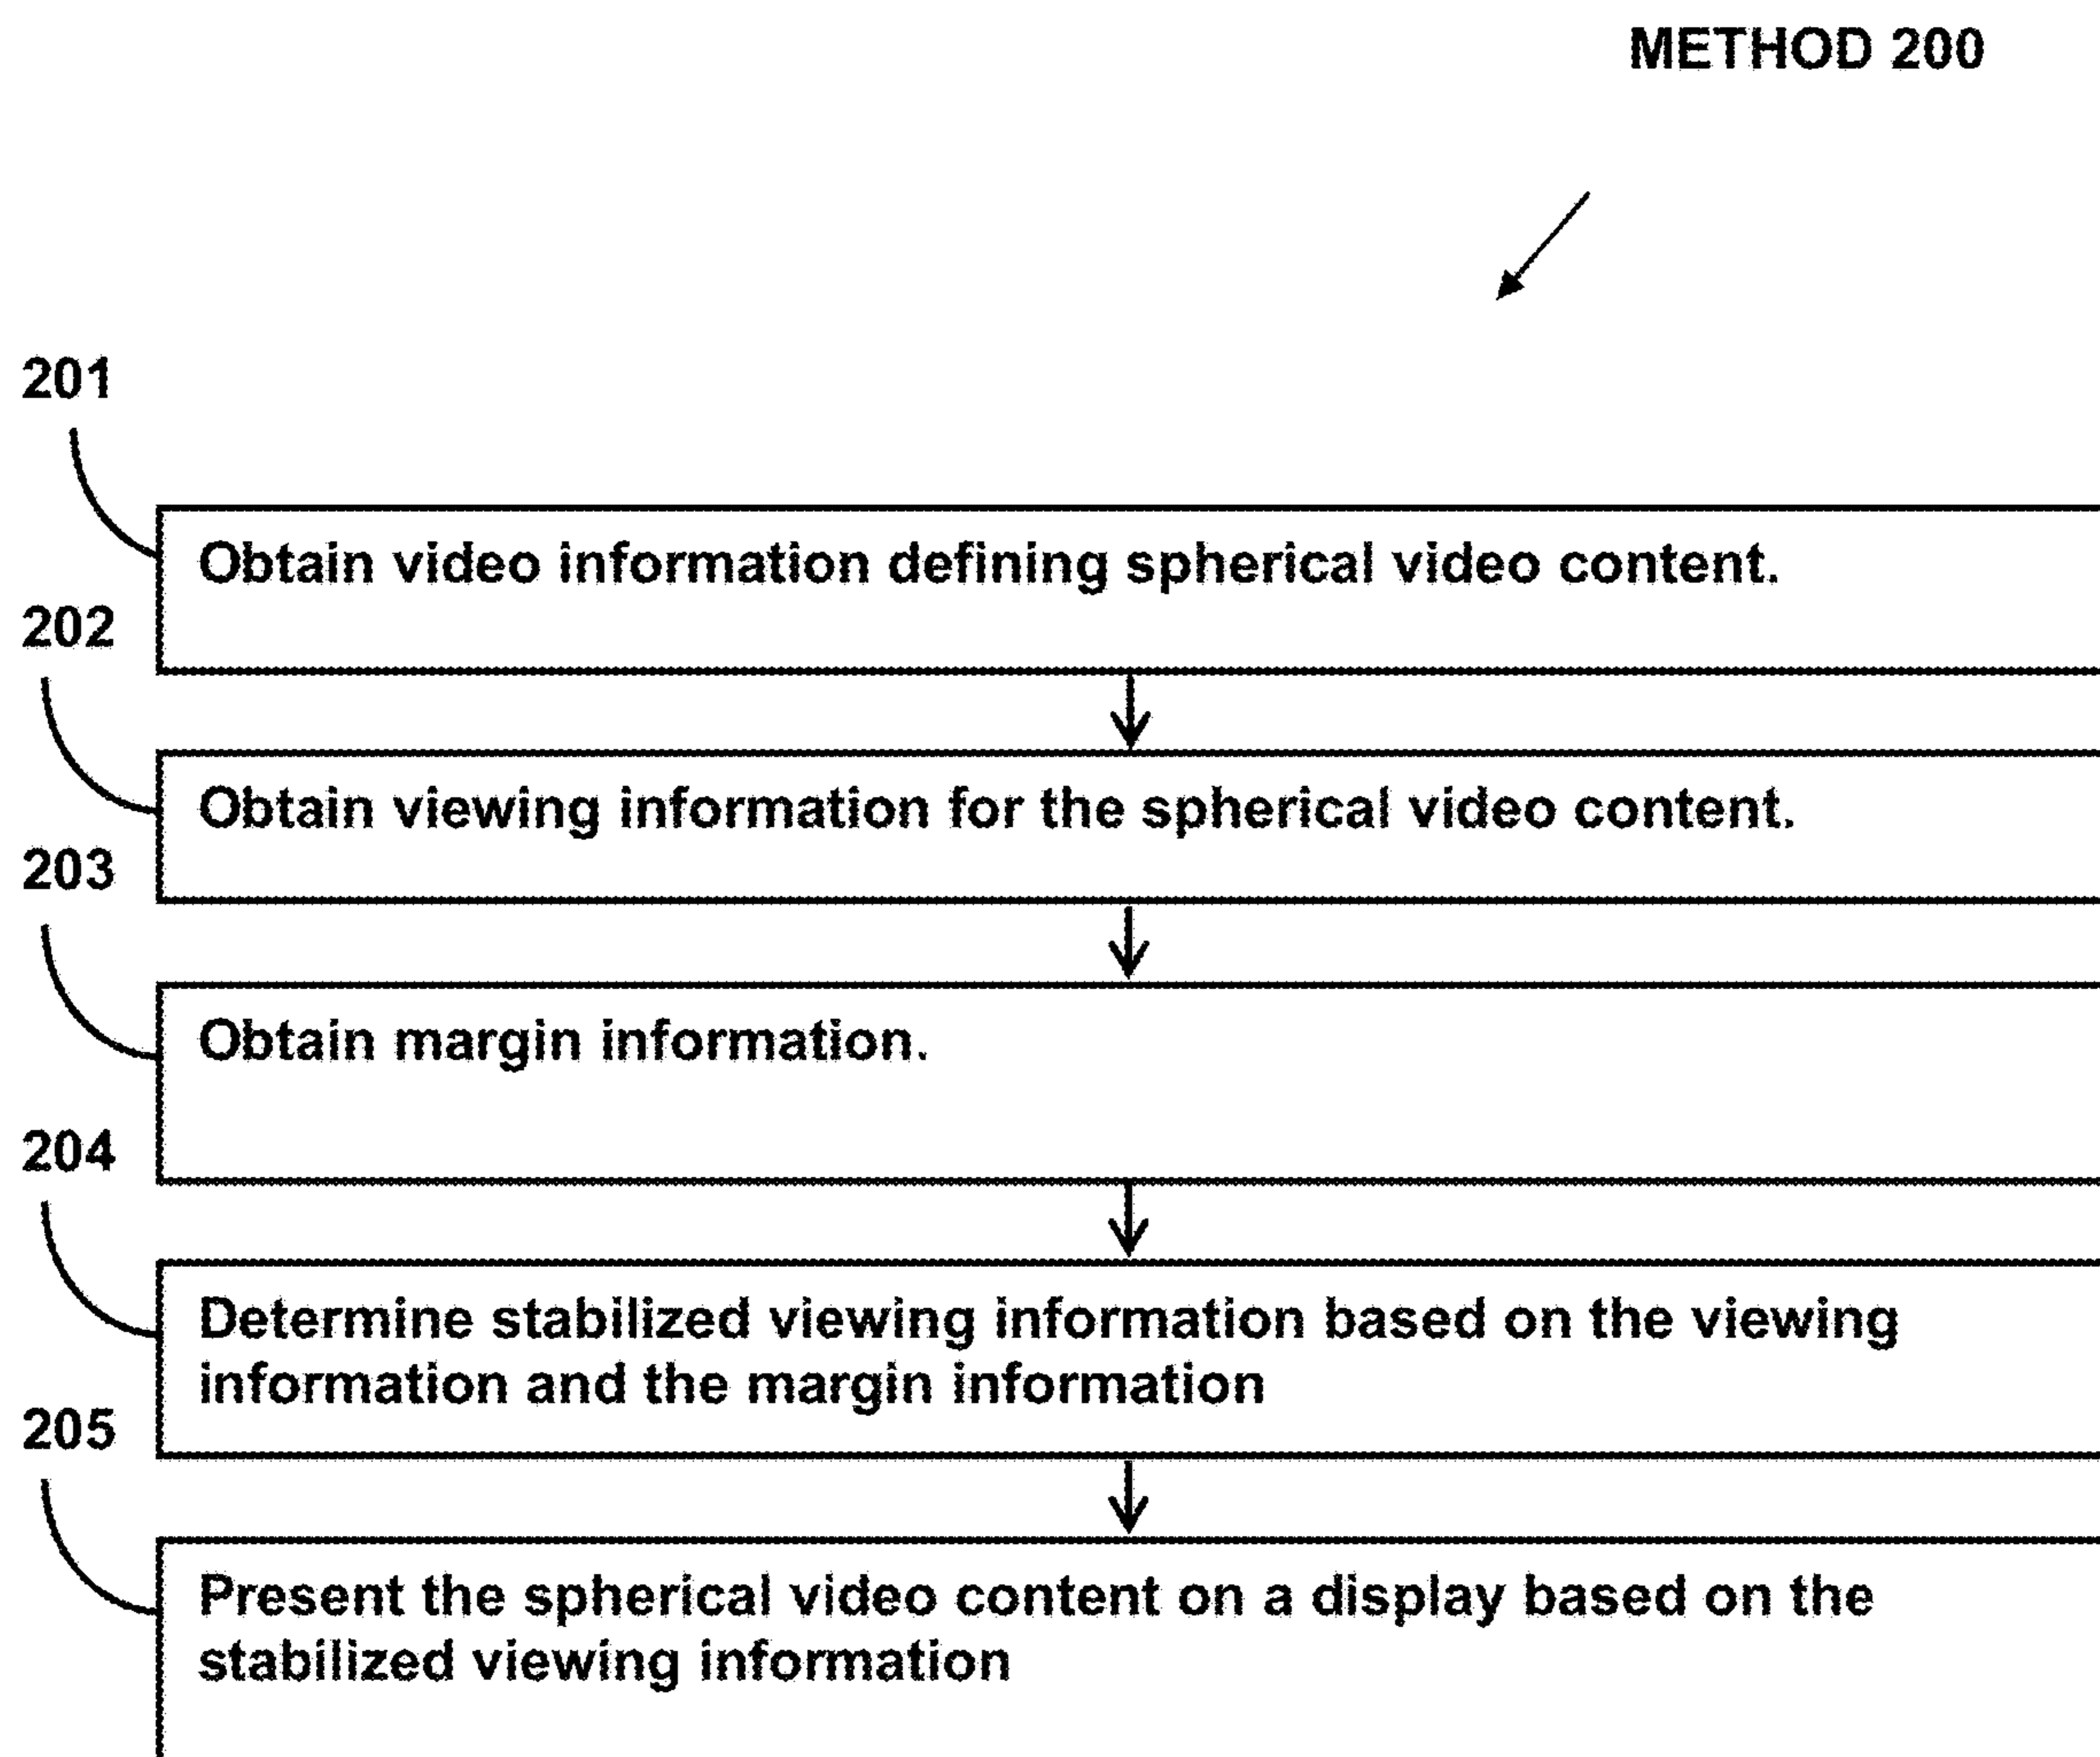 METHOD 200
201
Obtain video information defining spherical video content.
202
Obtain viewing information for the spherical video content.
203
Obtain margin information.
204
Determine stabilized viewing information based on the viewing
information and the margin information
205
Present the spherical video content on a display based on the
stabilized viewing information